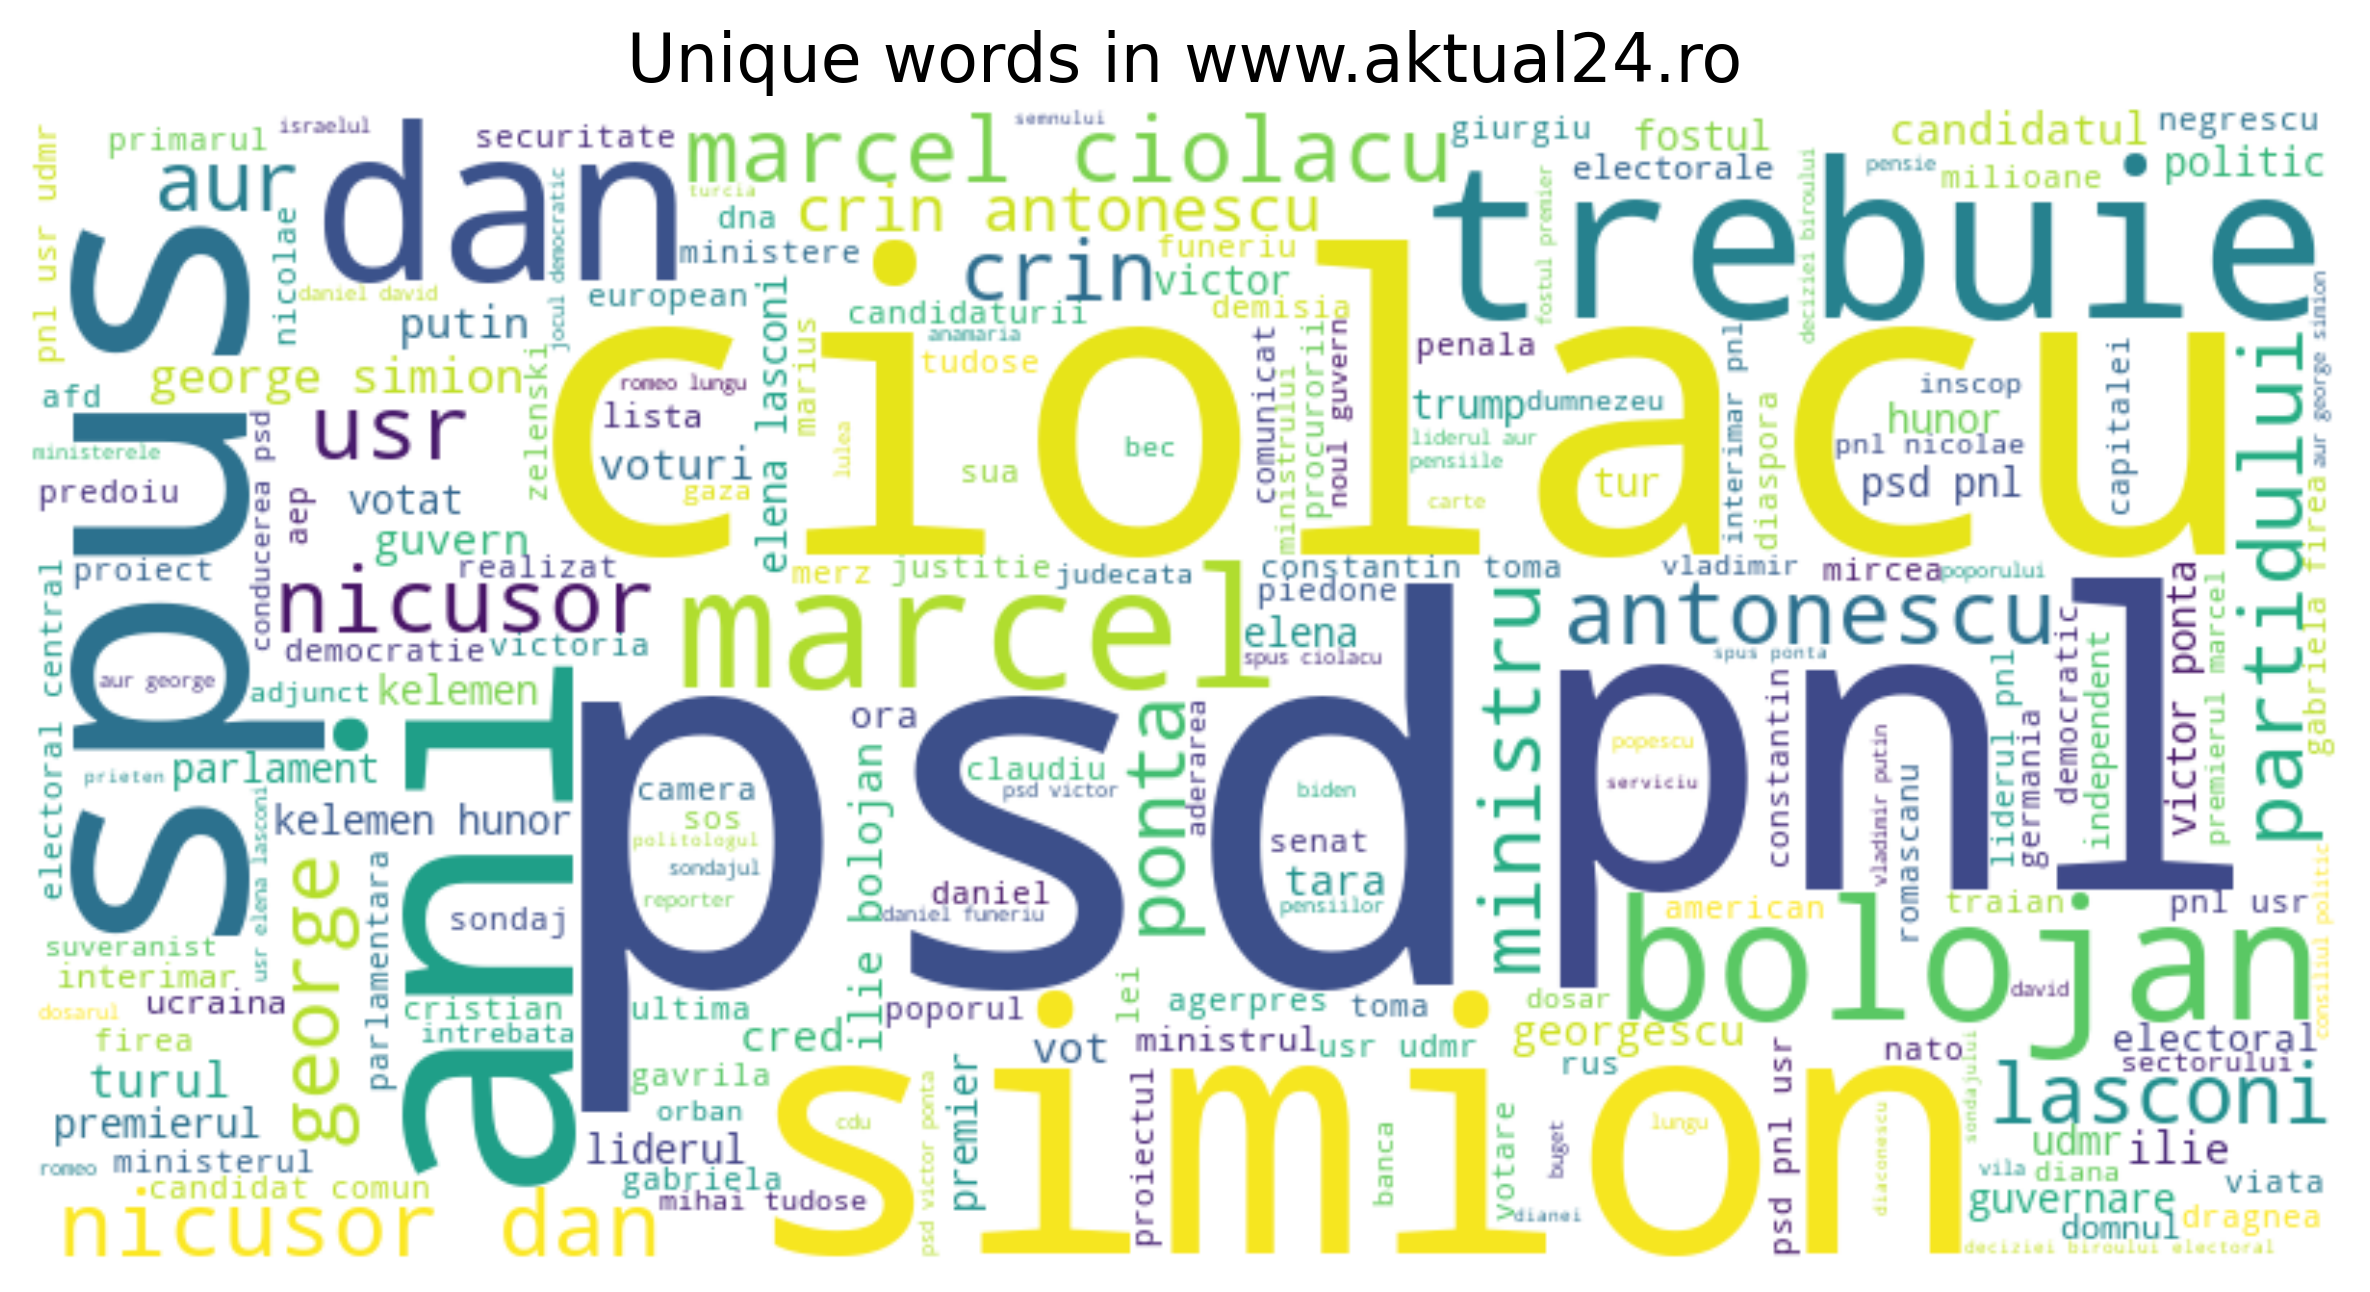 Unique words in www.aktual24.ro
primarul
israelul
securitate
marcel ciolacu
semnului
giurgiu
fostul
candidatul
negrescu
pnl usr udmr
aur
dan
turcia
dna
crin antonescu
electorale
pensie
milioane
politic
spus
nicolae
jocul democratic
ministere
crin
funeriu
victor
trebuie
fostul premier
deciziei biroului
daniel david
putin
european
elena lasconi
candidaturii
demisia
anamaria
aur george simion
george simion
zelenski
ciolacu
marius
tudose
comunicat
procurorii
ministrului
noul guvern
penala
interimar pnl
inscop
capitalei
partidului
afd
usr
romeo lungu
lista
lulea
bec
trump
dumnezeu
diaspora
hunor
liderul aur
pnl nicolae
ministerele
conducerea psd
voturi
gaza
sua
pensiile
tur
psd pnl
predoiu
aep
votat
carte
gabriela firea
guvern
proiect
realizat
merz
justitie
judecata
constantin toma
vladimir
mircea
poporului
electoral central
nicusor
marcel
piedone
ministru
antonescu
democratic
victor ponta
premierul marcel
democratie
victoria
elena
spus ciolacu
spus ponta
independent
aur george
adjunct
kelemen
anl
psd
pnl
ora
ilie bolojan
ponta
aderarea
constantin
liderul pnl
germania
prieten
parlament
usr elena lasconi
camera
claudiu
psd victor
biden
popescu
serviciu
vladimir putin
romascanu
kelemen hunor
sos
politologul
sondajul
senat
george
parlamentara
sondaj
reporter
daniel
daniel funeriu
tara
pensiilor
american
bolojan
traian
pnl usr
consiliul politic
suveranist
interimar
dosarul
ucraina
cristian
intrebata
ultima
cred
poporul
lei
agerpres
toma
dosar
david
firea
vot
ministrul
usr udmr
georgescu
rus
nato
electoral
sectorului
turul
gavrila
simion
premier
sondajului
lasconi
premierul
orban
cdu
psd victor ponta
proiectul
banca
votare
buget
lungu
psd pnl usr
diaconescu
udmr
ilie
romeo
ministerul
liderul
vila
diana
viata
candidat comun
gabriela
mihai tudose
dianei
guvernare
domnul
dragnea
nicusor dan
deciziei biroului electoral